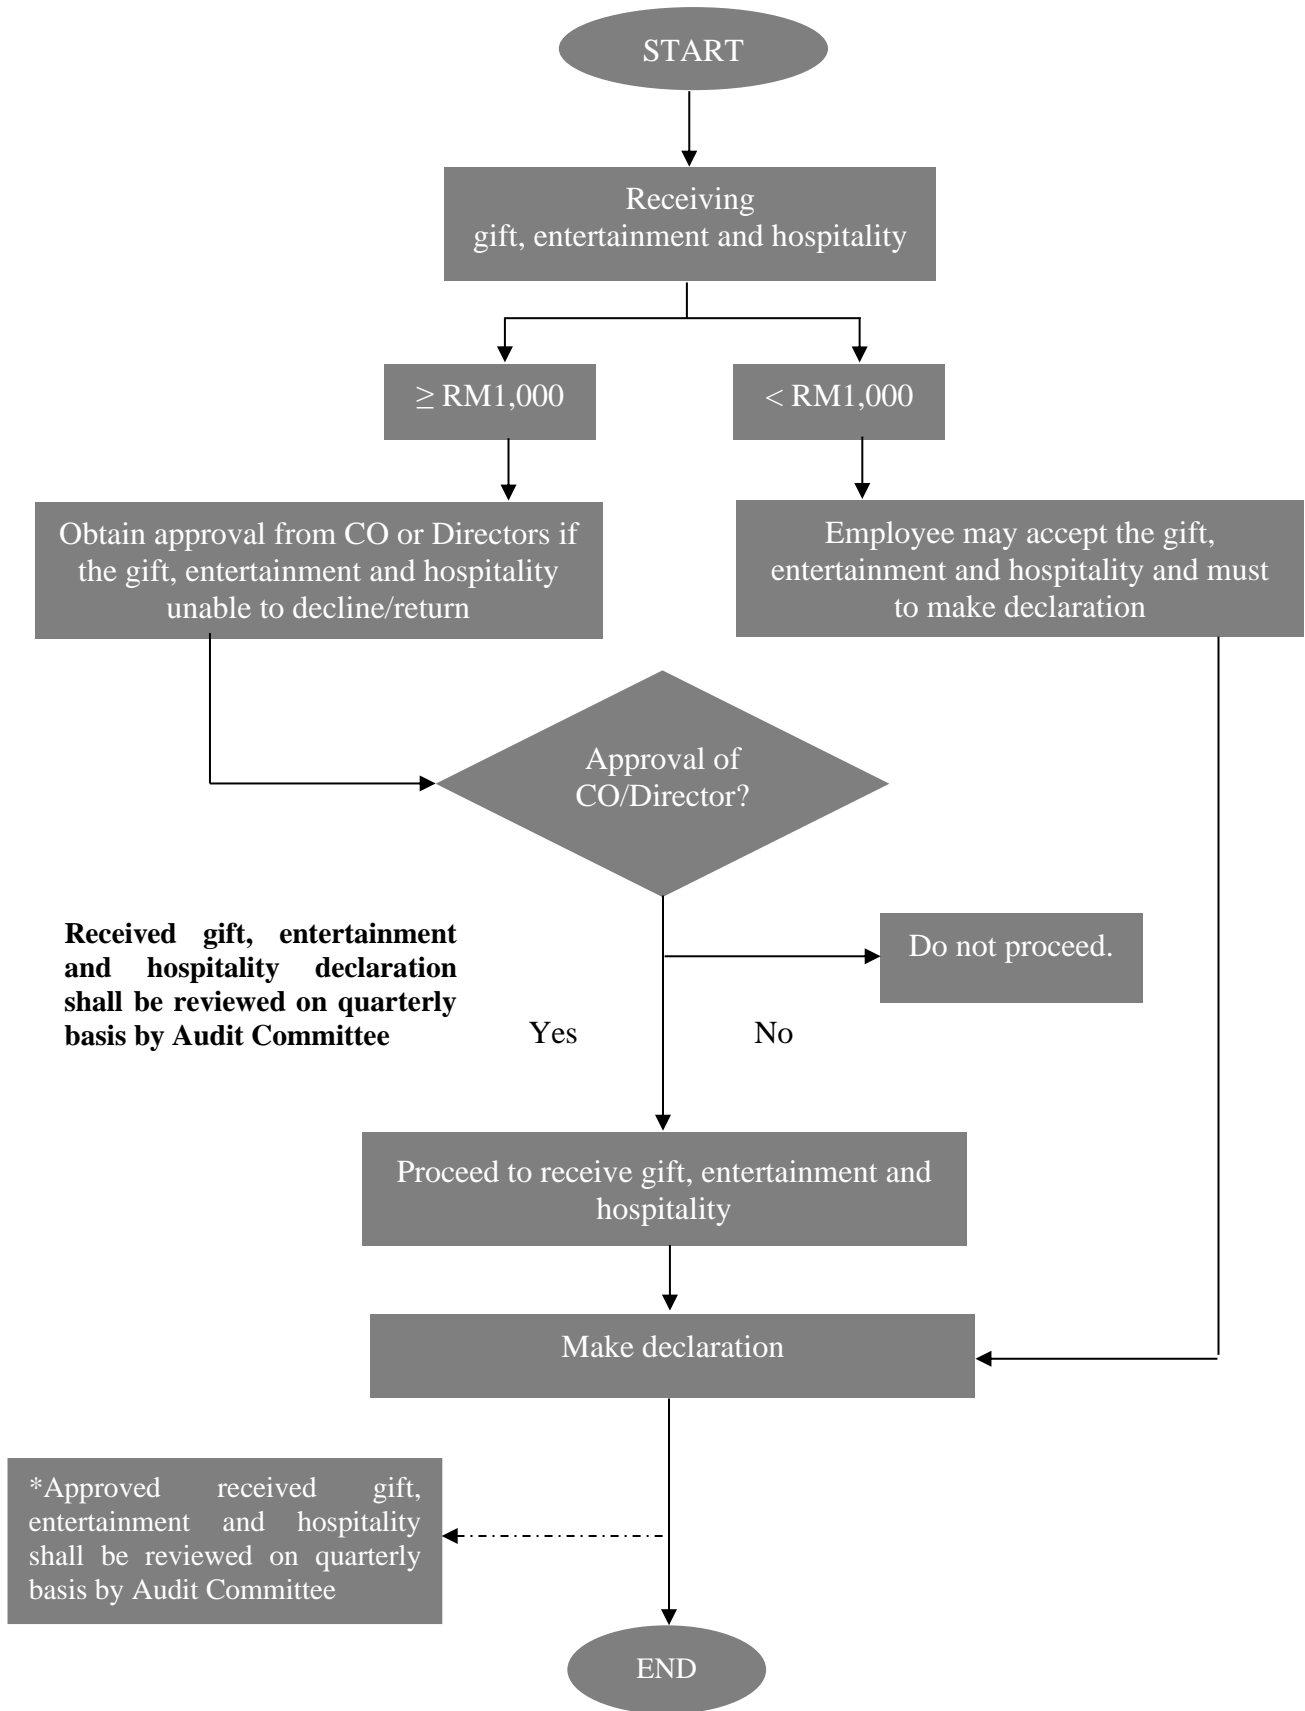 START
Receiving
gift, entertainment and hospitality
≥ RM1,000
< RM1,000
Obtain approval from CO or Directors if
the gift, entertainment and hospitality
unable to decline/return
Employee may accept the gift,
entertainment and hospitality and must
to make declaration
Approval of
CO/Director?
Received gift, entertainment
and hospitality declaration
shall be reviewed on quarterly
basis by Audit Committee
Do not proceed.
Yes
No
Proceed to receive gift, entertainment and
hospitality
Make declaration
*Approved received gift,
entertainment and hospitality
shall be reviewed on quarterly
basis by Audit Committee
END